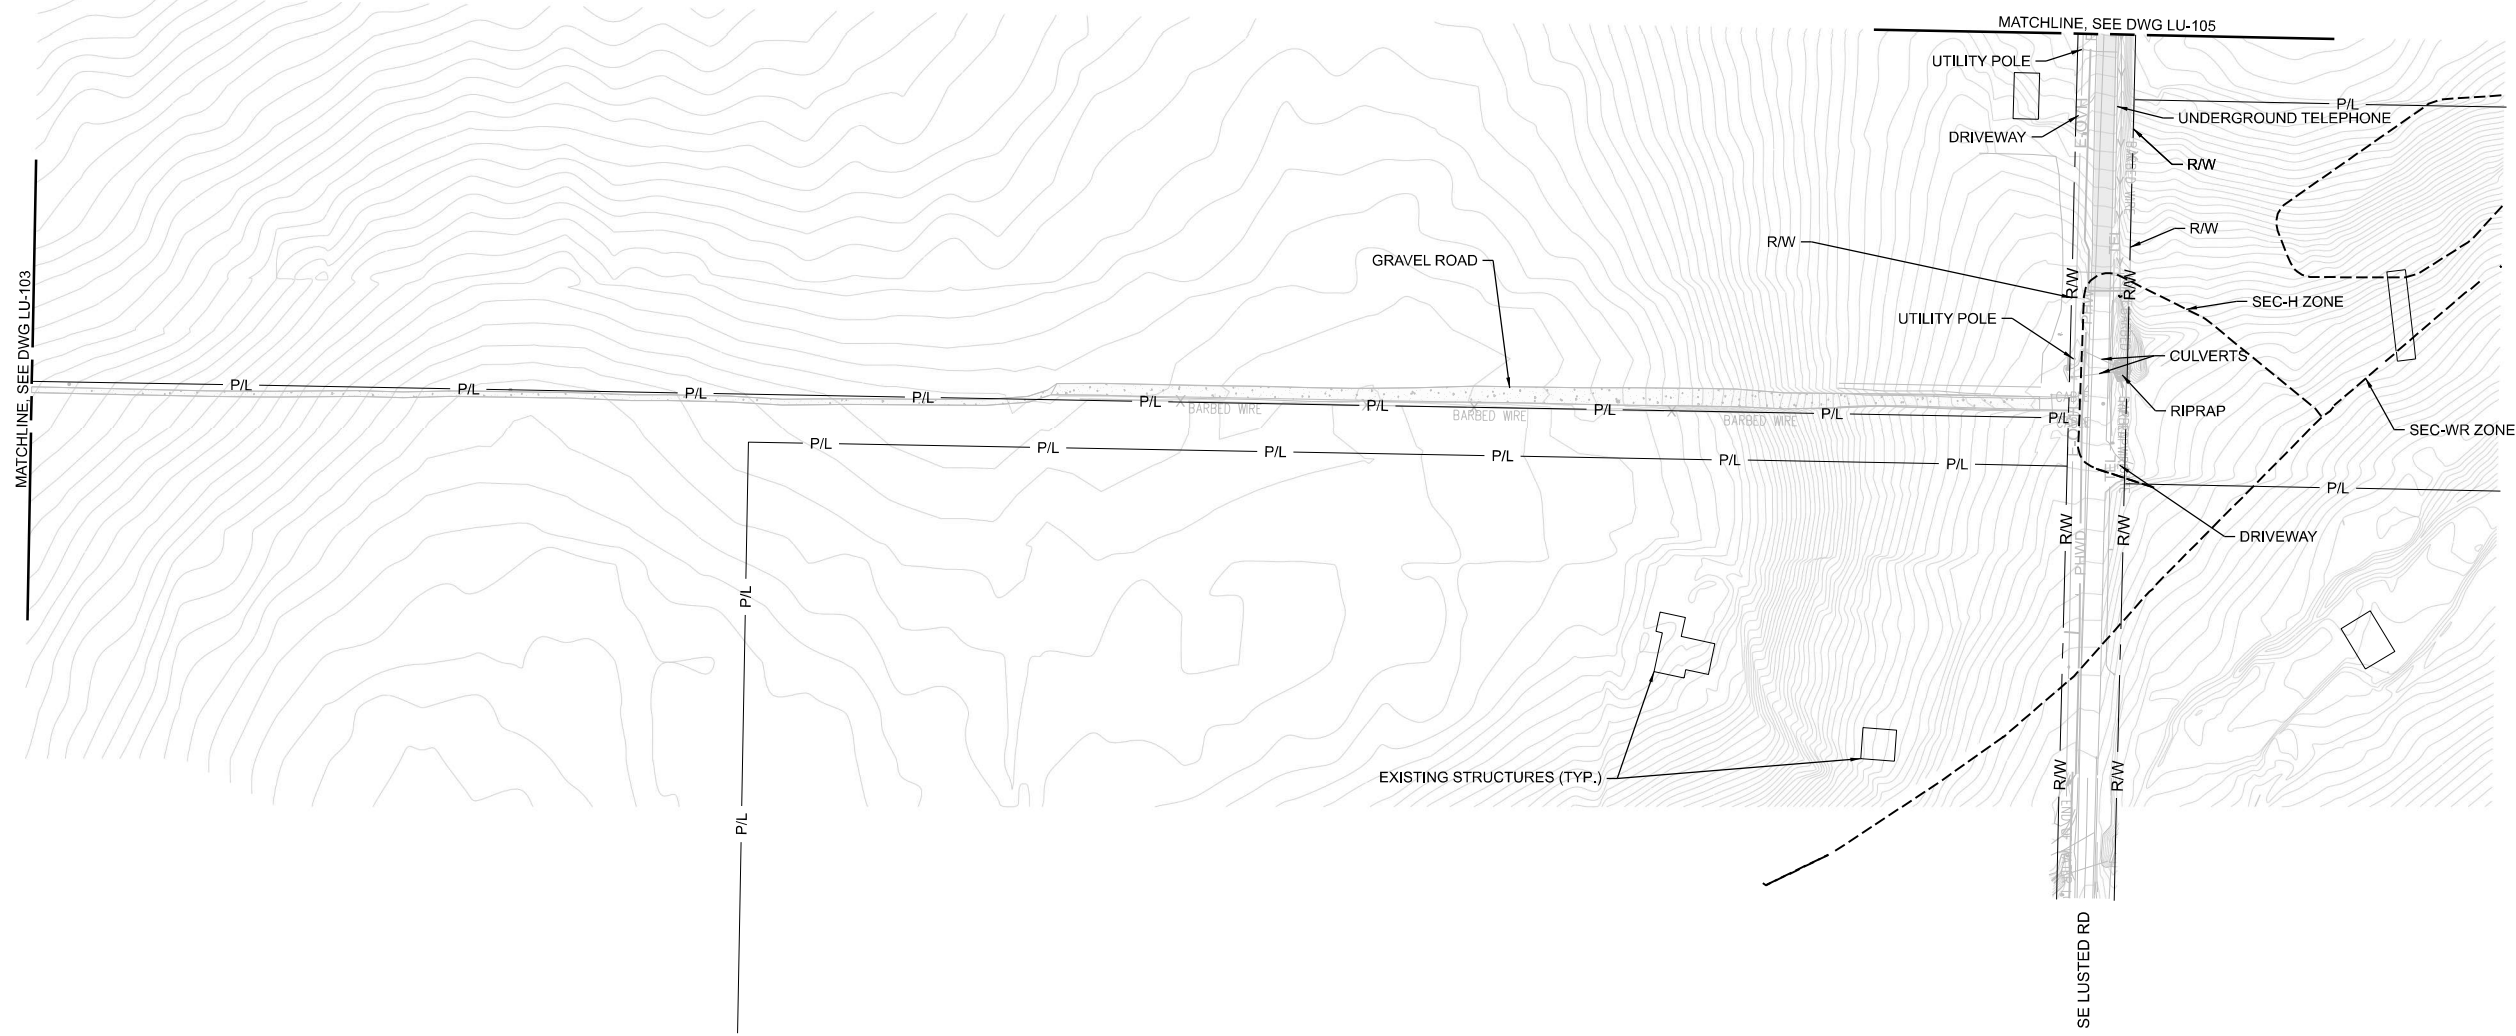 MATCHLINE, SEE DWG LU-105
UTILITY POLE
P/L
UNDERGROUND TELEPHONE
DRIVEWAY
R/W
R/W
R/W
GRAVEL ROAD
MATCHLINE, SEE DWG LU-103
R/W
R/W
SEC-H ZONE
UTILITY POLE
CULVERTS
P/L
P/L
P/L
P/L
P/L
P/L
P/L
P/L
P/L
BARBED WIRE
BARBED WIRE
BARBED WIRE
RIPRAP
SEC-WR ZONE
P/L
P/L
P/L
P/L
P/L
P/L
P/L
R/W
R/W
DRIVEWAY
PHWD
P/L
EXISTING STRUCTURES (TYP.)
R/W
R/W
P/L
SE LUSTED RD